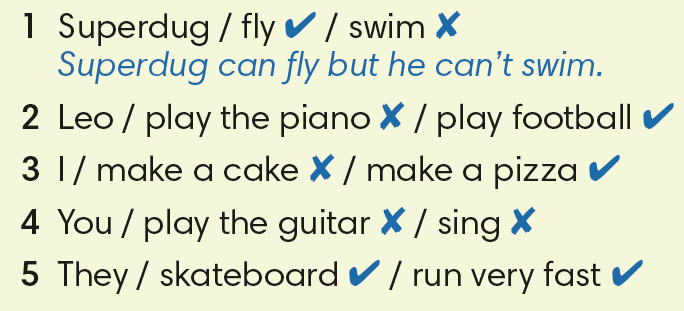 1 Superdug / fly ✔ / swim ✘
Superdug can fly but he can't swim.
2 Leo / play the piano ✘ / play football ✔
3 I / make a cake ✘ / make a pizza ✔
4 You / play the guitar ✘ / sing ✘
5 They / skateboard ✔ / run very fast ✔